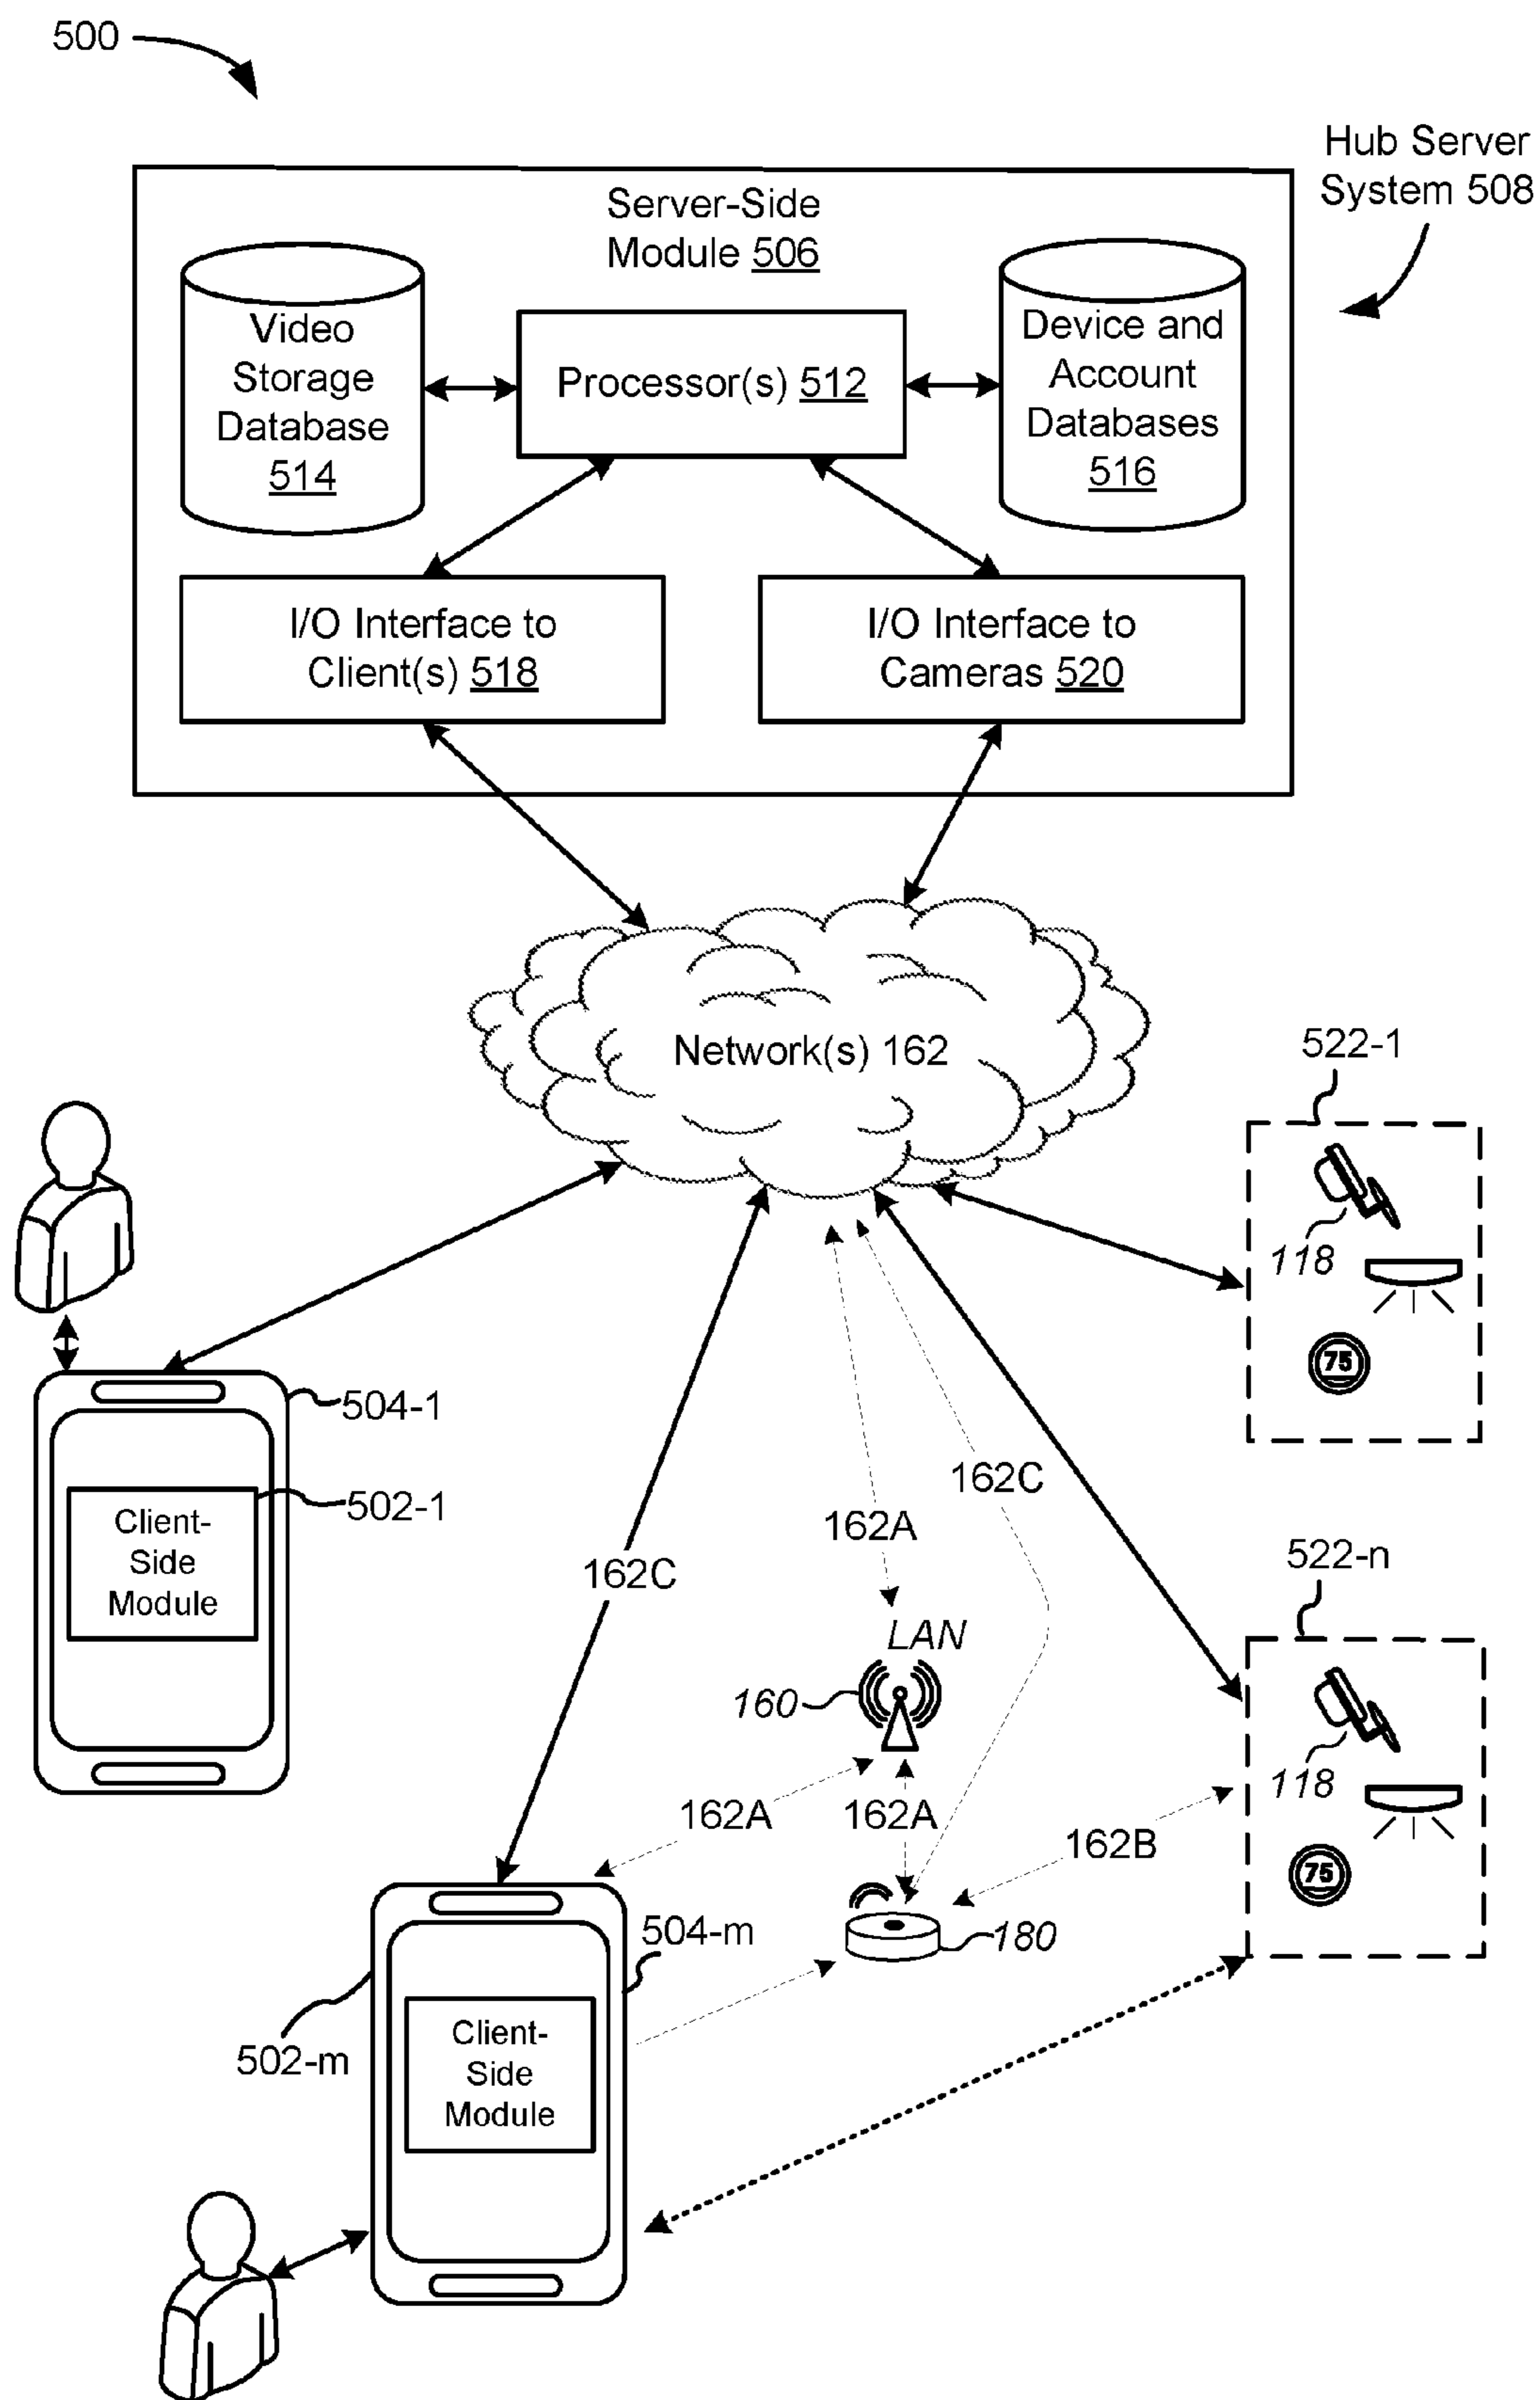 500
Hub Server
System 508
Server-Side
Module 506
Video
Storage
Database
514
Processor(s) 512
Device and
Account
Databases
516
I/O Interface to
Client(s) 518
I/O Interface to
Cameras 520
Network(s) 162
522-1
118
75
504-1
502-1
Client-
Side
Module
162C
162A
162C
LAN
160
522-n
118
75
162A
162A
162B
180
504-m
502-m
Client-
Side
Module